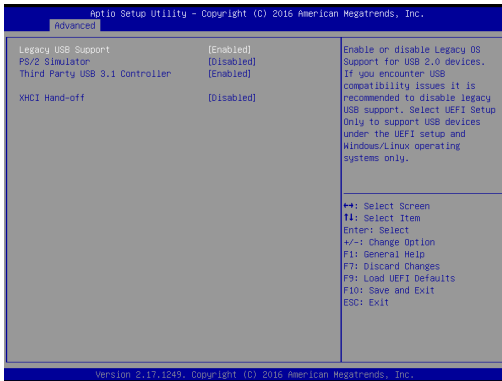 Aptio Setup Utility - Copyright (C) 2016 American Megatrends, Inc.
Advanced
Legacy USB Support [Enabled]
PS/2 Simulator [Disabled]
Third Party USB 3.1 Controller [Enabled]
XHCI Hand-off [Disabled]
Enable or disable Legacy OS
Support for USB 2.0 devices.
If you encounter USB
compatibility issues it is
recommended to disable legacy
USB support. Select UEFI Setup
Only to support USB devices
under the UEFI setup and
Windows/Linux operating
systems only.
↔: Select Screen
↑↓: Select Item
Enter: Select
+/-: Change Option
F1: General Help
F7: Discard Changes
F9: Load UEFI Defaults
F10: Save and Exit
ESC: Exit
Version 2.17.1249. Copyright (C) 2016 American Megatrends, Inc.